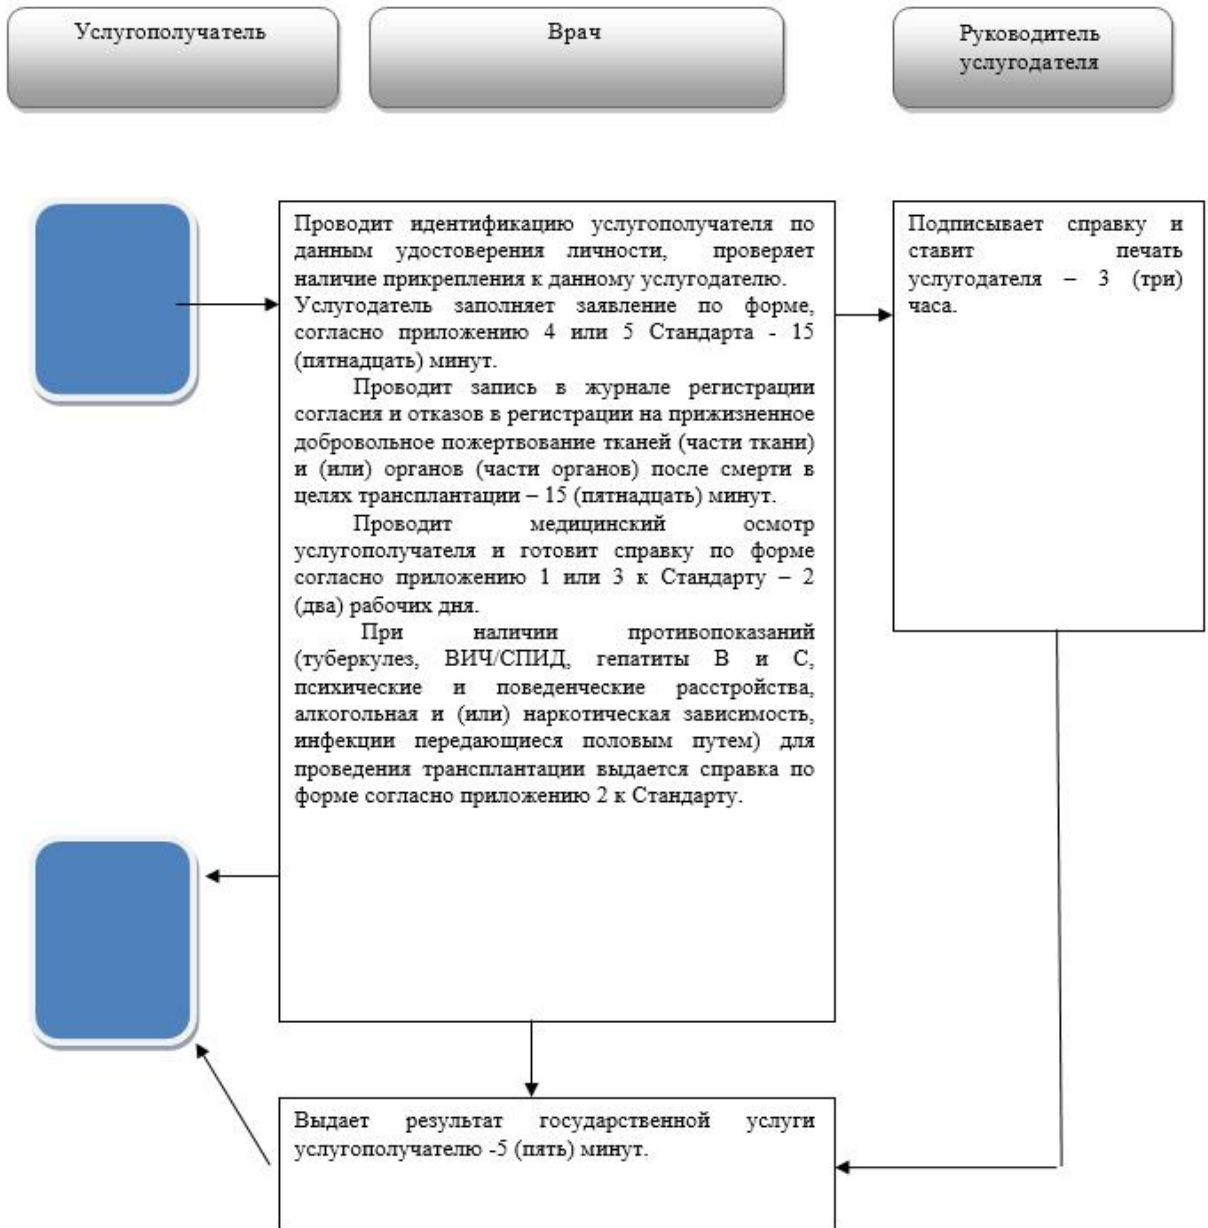 Услугополучатель
Врач
Руководитель
услугодателя
Проводит идентификацию услугополучателя по
данным удостоверения личности, проверяет
наличие прикрепления к данному услугодателю.
Услугодатель заполняет заявление по форме,
согласно приложению 4 или 5 Стандарта - 15
(пятнадцать) минут.
Проводит запись в журнале регистрации
согласия и отказов в регистрации на прижизненное
добровольное пожертвование тканей (части ткани)
и (или) органов (части органов) после смерти в
целях трансплантации – 15 (пятнадцать) минут.
Проводит медицинский осмотр
услугополучателя и готовит справку по форме
согласно приложению 1 или 3 к Стандарту – 2
(два) рабочих дня.
При наличии противопоказаний
(туберкулез, ВИЧ/СПИД, гепатиты В и С,
психические и поведенческие расстройства,
алкогольная и (или) наркотическая зависимость,
инфекции передающиеся половым путем) для
проведения трансплантации выдается справка по
форме согласно приложению 2 к Стандарту.
Подписывает справку и
ставит печать
услугодателя – 3 (три)
часа.
Выдает результат государственной услуги
услугополучателю -5 (пять) минут.